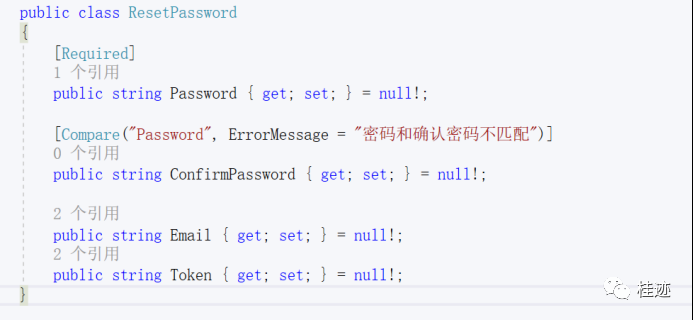 public class ResetPassword
{
[Required]
1 个引用
public string Password { get; set; } = null!;
[Compare("Password", ErrorMessage = "密码和确认密码不匹配")]
0 个引用
public string ConfirmPassword { get; set; } = null!;
2 个引用
public string Email { get; set; } = null!;
2 个引用
public string Token { get; set; } = null!;
}
桂迹